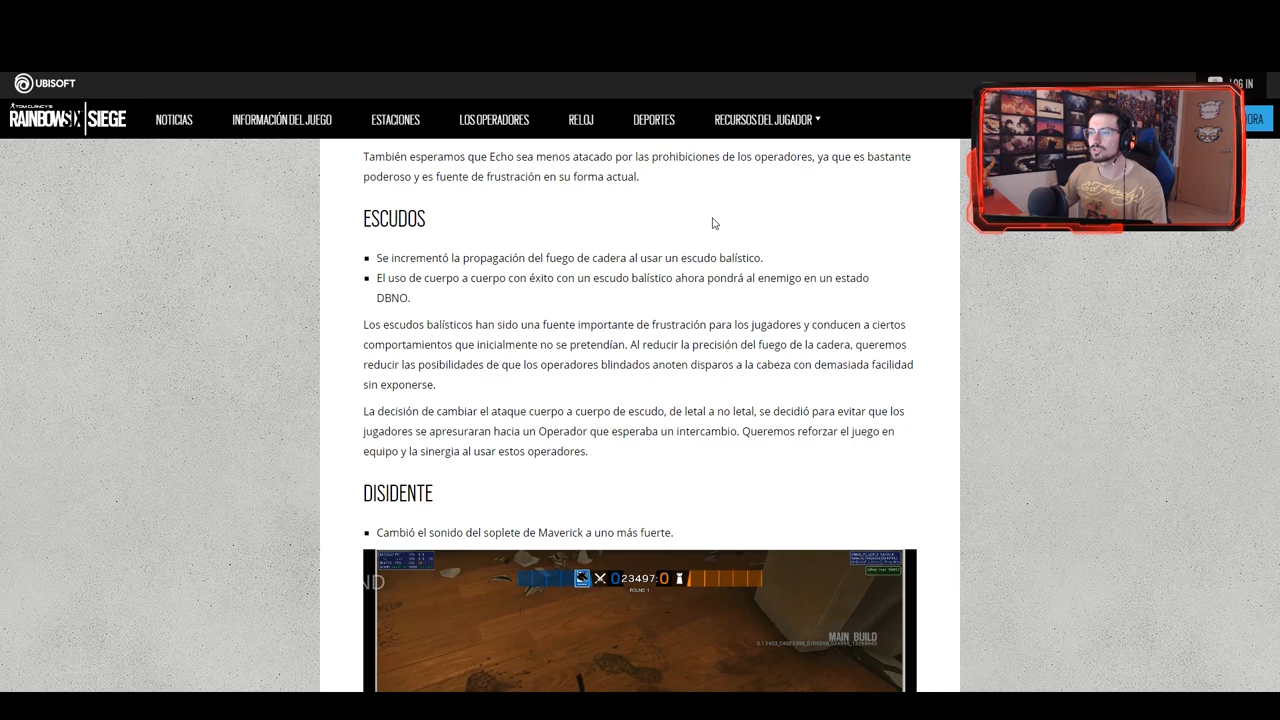 UBISOFT
LOG IN
TOM CLANCY'S
RAINBOW SIX | SIEGE
NOTICIAS
INFORMACIÓN DEL JUEGO
ESTACIONES
LOS OPERADORES
RELOJ
DEPORTES
RECURSOS DEL JUGADOR
También esperamos que Echo sea menos atacado por las prohibiciones de los operadores, ya que es bastante
poderoso y es fuente de frustración en su forma actual.
ESCUDOS
Se incrementó la propagación del fuego de cadera al usar un escudo balístico.
El uso de cuerpo a cuerpo con éxito con un escudo balístico ahora pondrá al enemigo en un estado
DBNO.
Los escudos balísticos han sido una fuente importante de frustración para los jugadores y conducen a ciertos
comportamientos que inicialmente no se pretendían. Al reducir la precisión del fuego de la cadera, queremos
reducir las posibilidades de que los operadores blindados anoten disparos a la cabeza con demasiada facilidad
sin exponerse.
La decisión de cambiar el ataque cuerpo a cuerpo de escudo, de letal a no letal, se decidió para evitar que los
jugadores se apresuraran hacia un Operador que esperaba un intercambio. Queremos reforzar el juego en
equipo y la sinergia al usar estos operadores.
DISIDENTE
Cambió el sonido del soplete de Maverick a uno más fuerte.
0 23497: 0
ROUND 1
MAIN BUILD